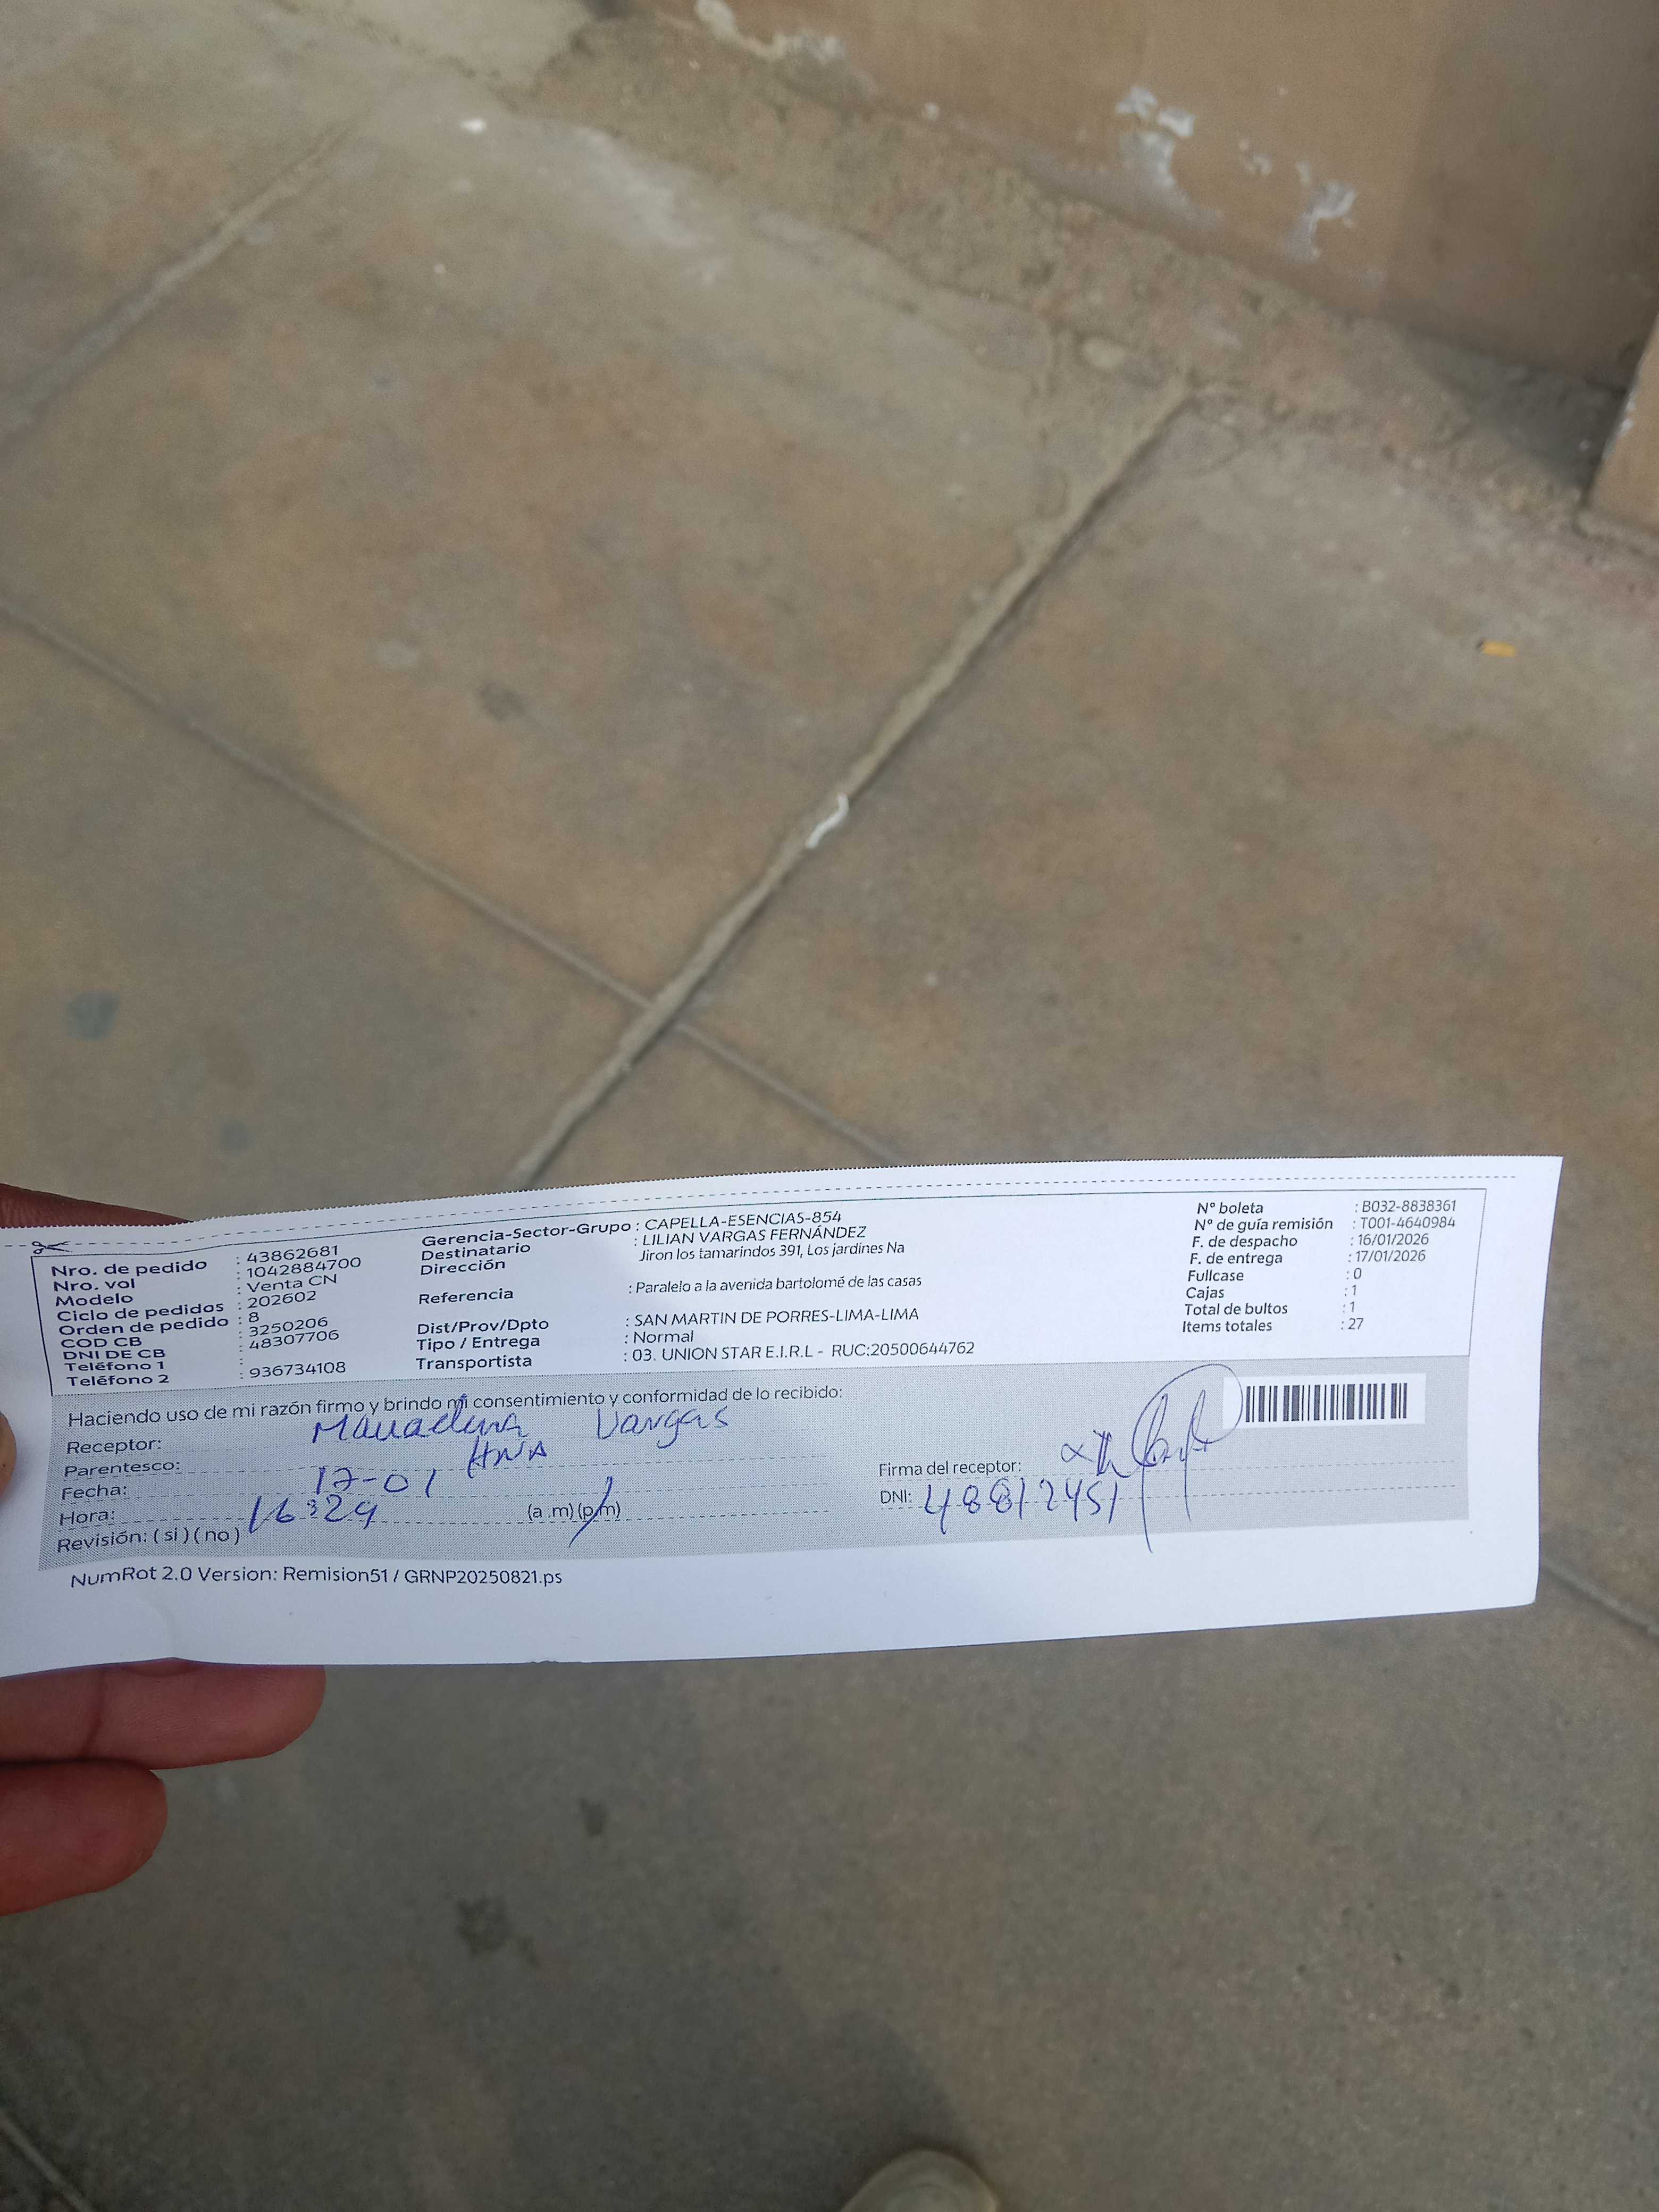 Nro. de pedido : 43862681
Nro. vol : 1042884700
Modelo : Venta CN
Ciclo de pedidos : 202602
Orden de pedido : 8
COD CB : 3250206
DNI DE CB : 48307706
Teléfono 1 :
Teléfono 2 : 936734108
Gerencia-Sector-Grupo : CAPELLA-ESENCIAS-854
Destinatario : LILIAN VARGAS FERNÁNDEZ
Dirección Jiron los tamarindos 391, Los jardines Na
Referencia : Paralelo a la avenida bartolomé de las casas
Dist/Prov/Dpto : SAN MARTIN DE PORRES-LIMA-LIMA
Tipo / Entrega : Normal
Transportista : 03. UNION STAR E.I.R.L - RUC:20500644762
N° boleta : B032-8838361
N° de guía remisión : T001-4640984
F. de despacho : 16/01/2026
F. de entrega : 17/01/2026
Fullcase : 0
Cajas : 1
Total de bultos : 1
Items totales : 27
Haciendo uso de mi razón firmo y brindo mi consentimiento y conformidad de lo recibido:
Receptor: Vargas
Parentesco: HNA
Fecha: 17-01
Hora: 16:29 (a .m) (p.m)
Revisión: ( si ) ( no )
Firma del receptor:
DNI: 48812451
NumRot 2.0 Version: Remision51 / GRNP20250821.ps